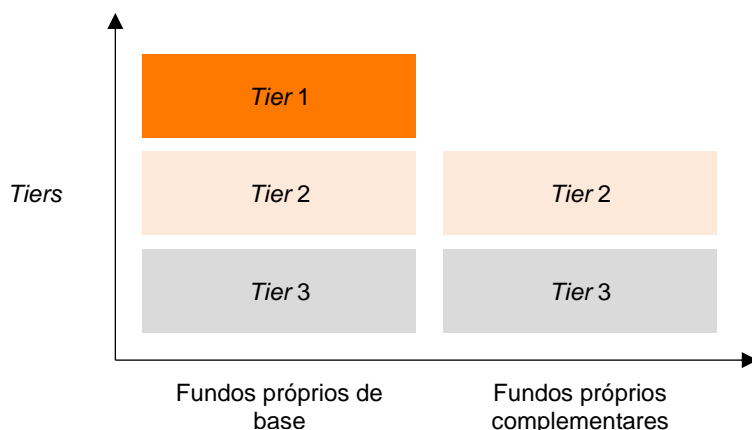 Tier 1
Tiers
Tier 2
Tier 2
Tier 3
Tier 3
Fundos próprios de
base
Fundos próprios
complementares